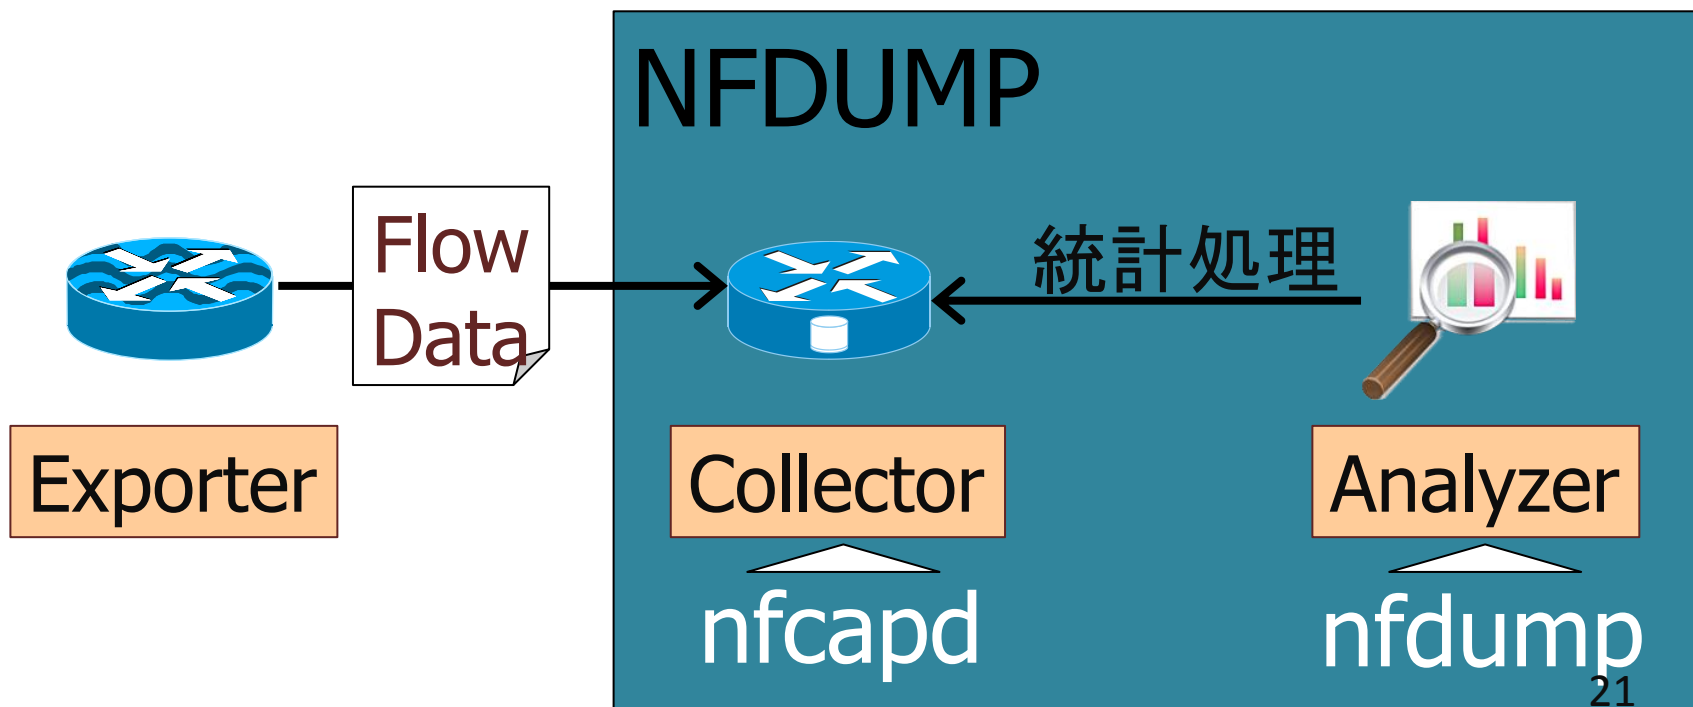 NFDUMP
Flow
Data
統計処理
Exporter
Collector
Analyzer
nfcapd
nfdump
21